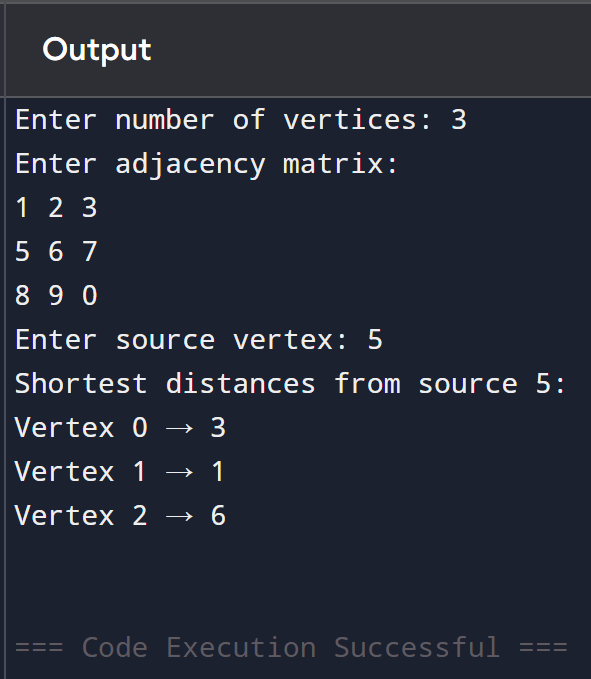 Output
Enter number of vertices: 3
Enter adjacency matrix:
1 2 3
5 6 7
8 9 0
Enter source vertex: 5
Shortest distances from source 5:
Vertex 0 → 3
Vertex 1 → 1
Vertex 2 → 6
=== Code Execution Successful ===